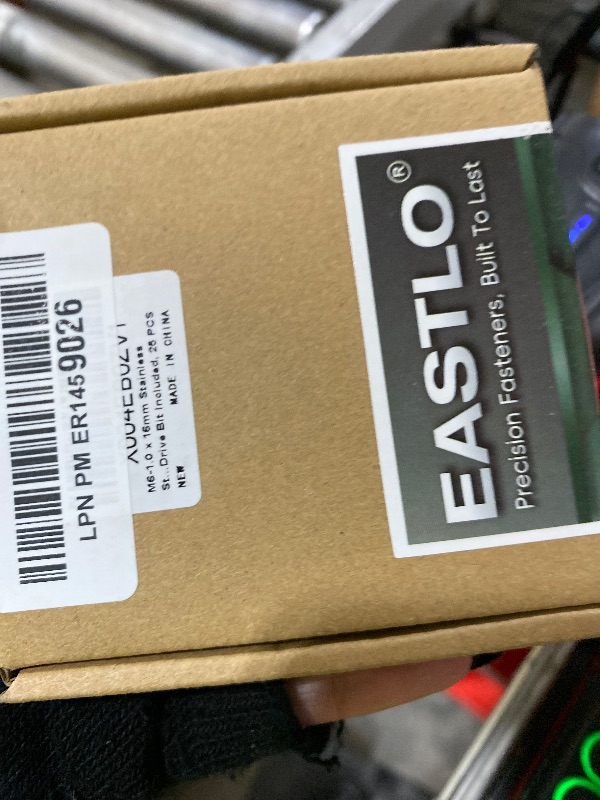 EASTLO®
Precision Fasteners, Built To Last
LPN PM ER1459026
M6-1.0 x 16mm Stainless
St...Drive Bit Included, 25 PCS
NEW MADE IN CHINA